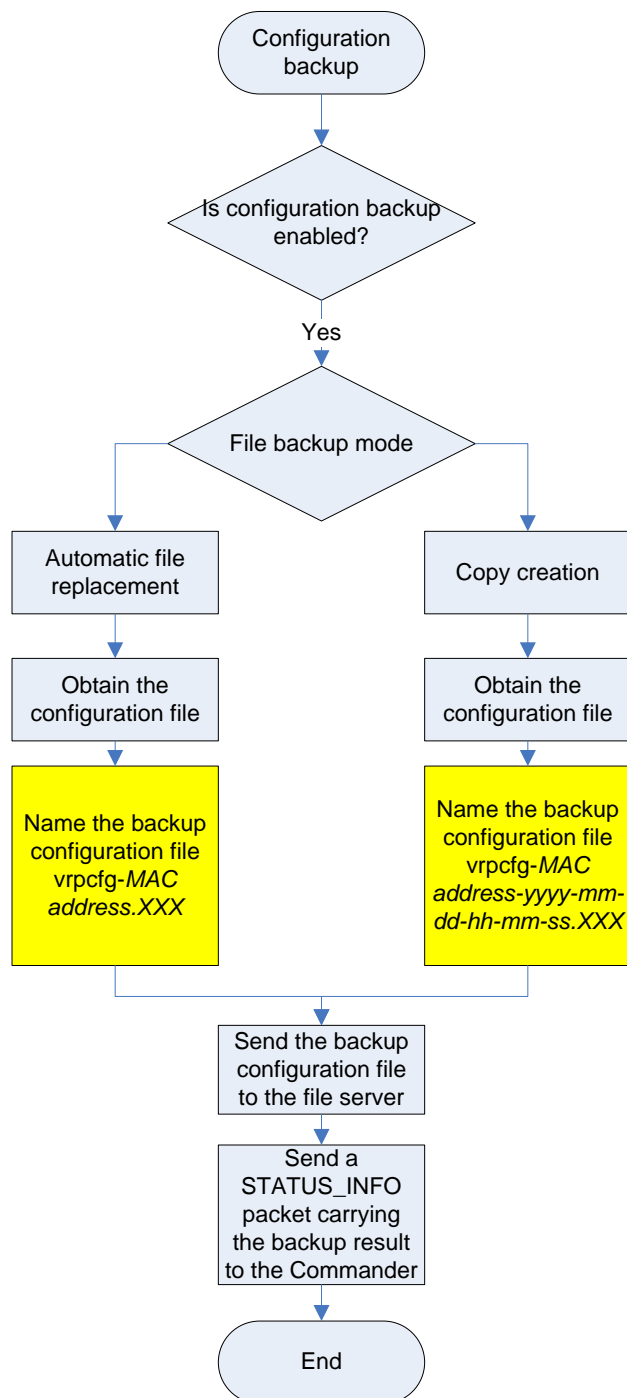 Configuration
backup
Is configuration backup
enabled?
Yes
File backup mode
Automatic file
replacement
Copy creation
Obtain the
configuration file
Obtain the
configuration file
Name the backup
configuration file
vrpcfg-MAC
address.XXX
Name the backup
configuration file
vrpcfg-MAC
address-yyyy-mm-
dd-hh-mm-ss.XXX
Send the backup
configuration file
to the file server
Send a
STATUS_INFO
packet carrying
the backup result
to the Commander
End